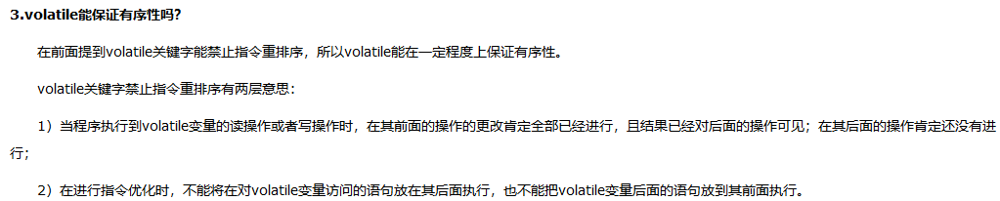 3.volatile能保证有序性吗？
在前面提到volatile关键字能禁止指令重排序，所以volatile能在一定程度上保证有序性。
volatile关键字禁止指令重排序有两层意思：
1）当程序执行到volatile变量的读操作或者写操作时，在其前面的操作的更改肯定全部已经进行，且结果已经对后面的操作可见；在其后面的操作肯定还没有进
行；
2）在进行指令优化时，不能将在对volatile变量访问的语句放在其后面执行，也不能把volatile变量后面的语句放到其前面执行。